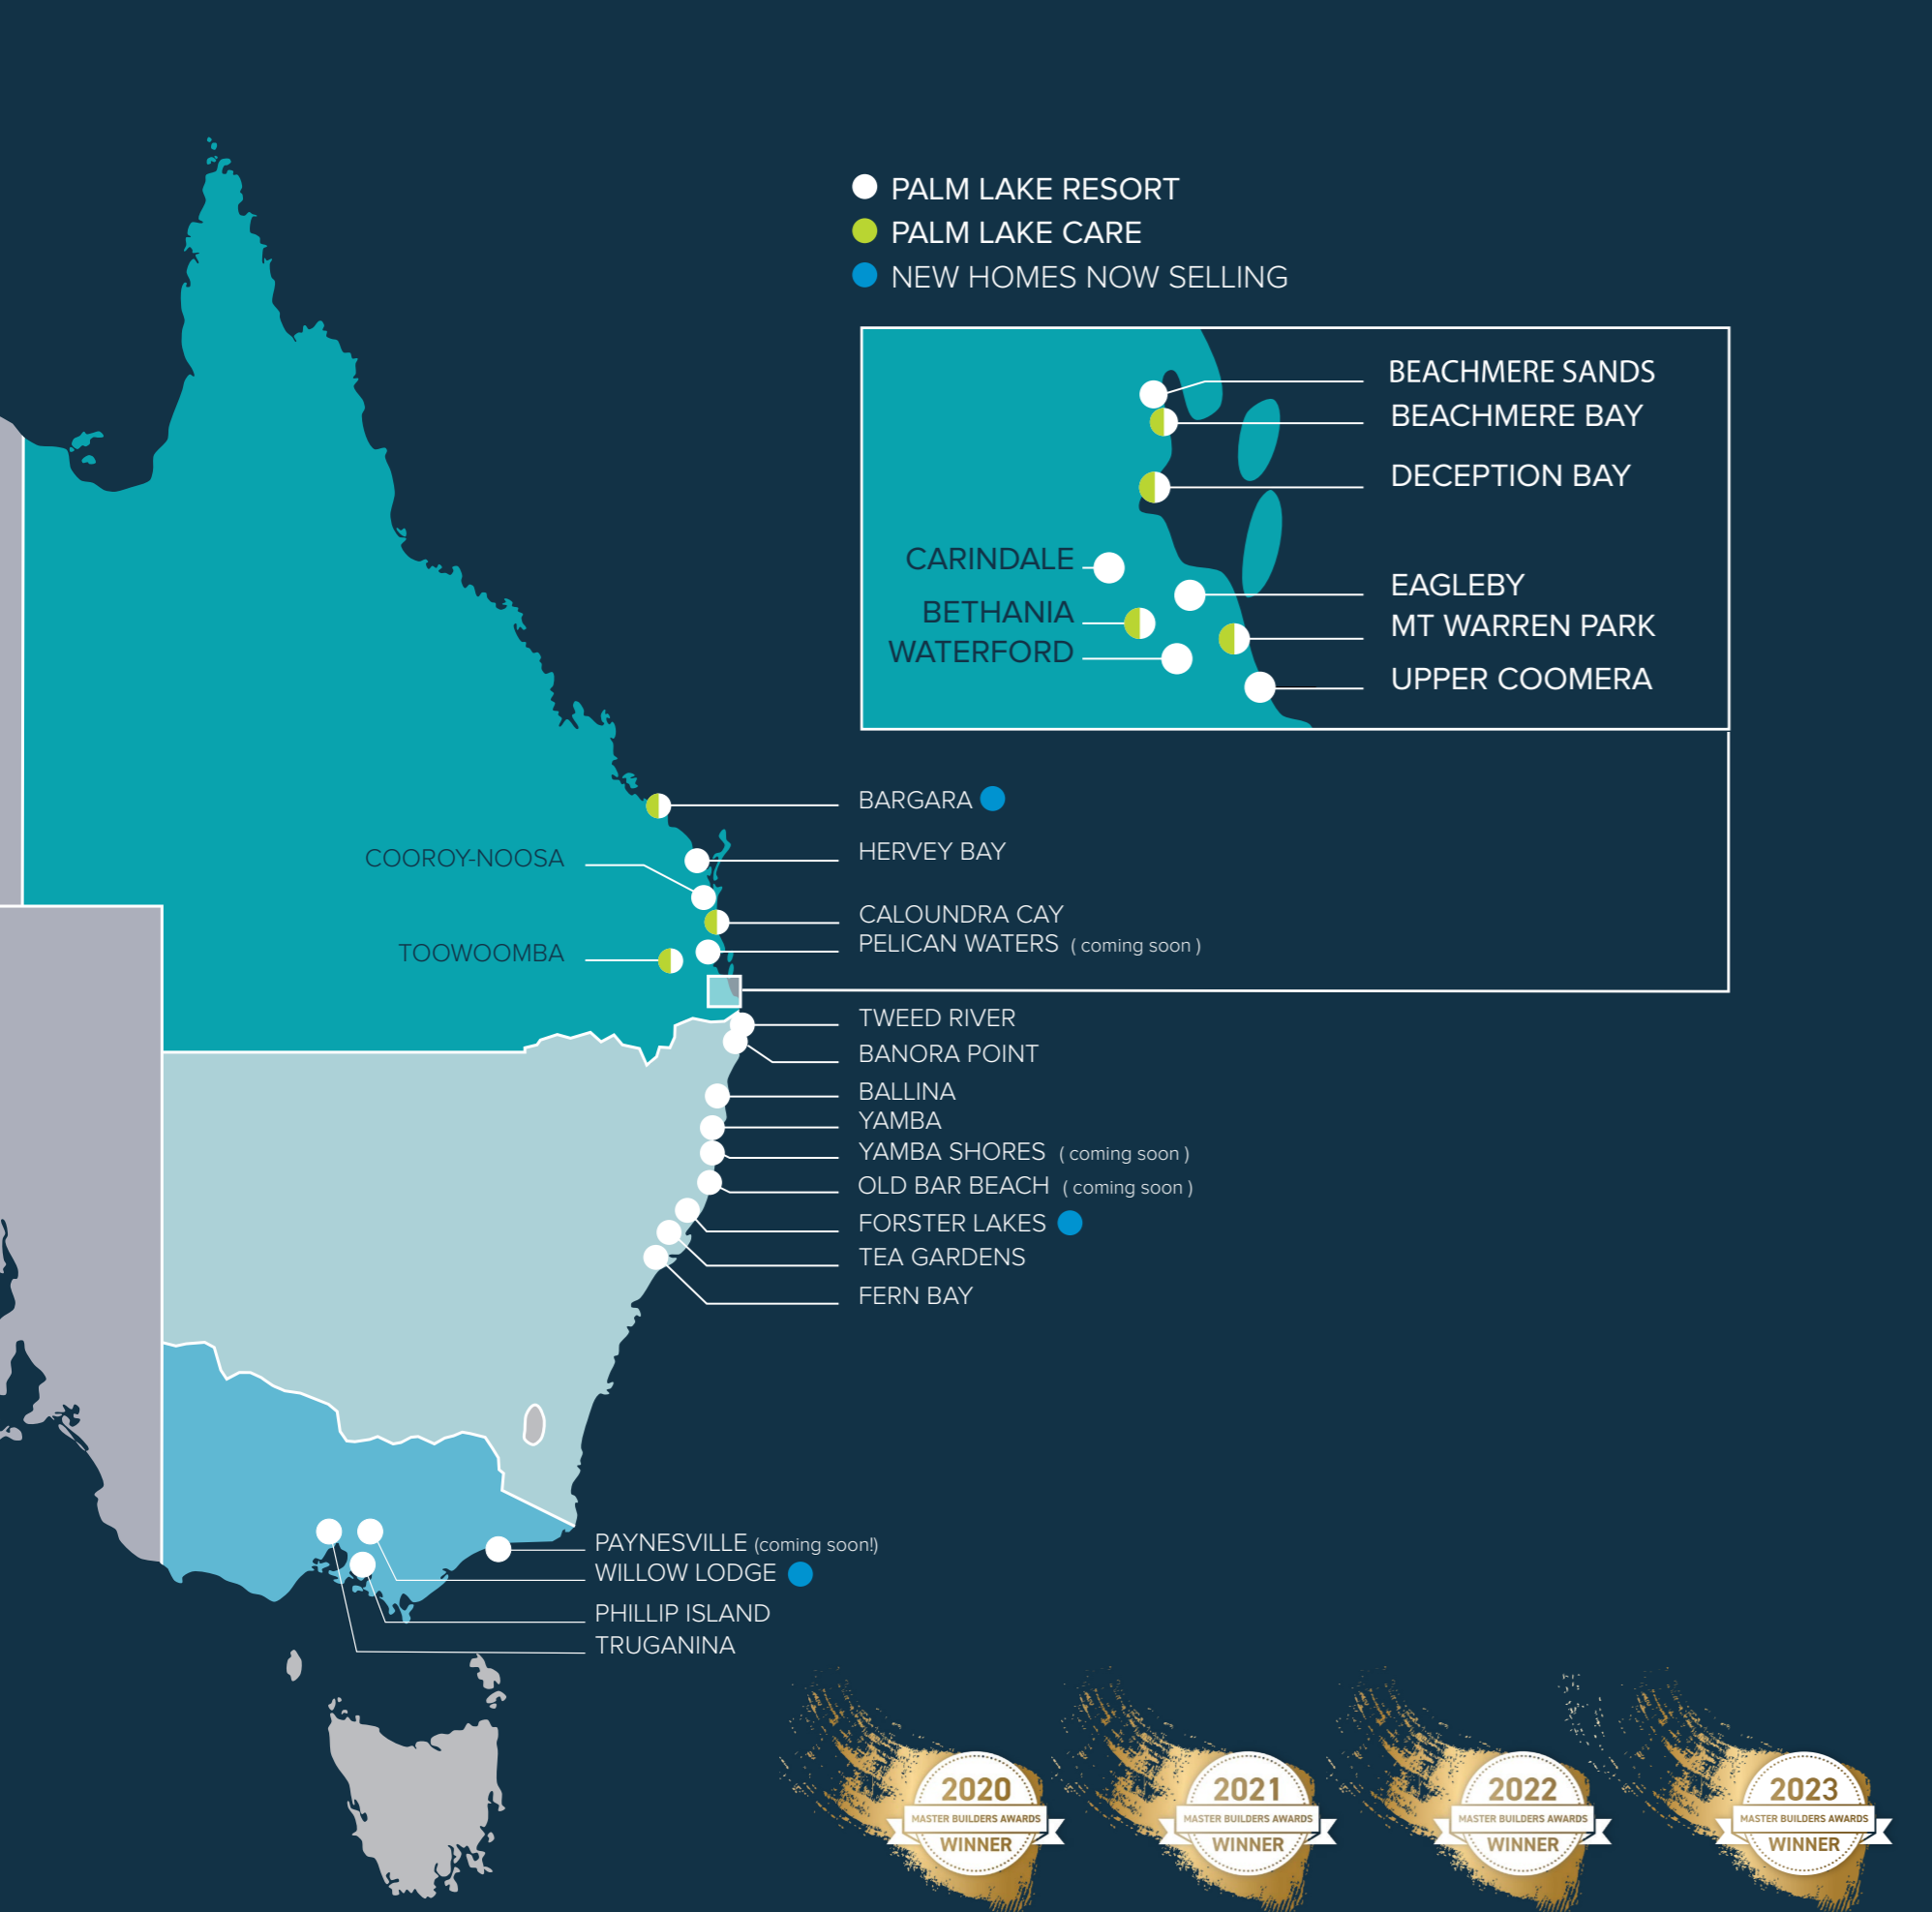 PALM LAKE RESORT
PALM LAKE CARE
NEW HOMES NOW SELLING
BEACHMERE SANDS
BEACHMERE BAY
DECEPTION BAY
CARINDALE
EAGLEBY
BETHANIA
MT WARREN PARK
WATERFORD
UPPER COOMERA
BARGARA
HERVEY BAY
COOROY-NOOSA
CALOUNDRA CAY
PELICAN WATERS ( coming soon )
TOOWOOMBA
TWEED RIVER
BANORA POINT
BALLINA
YAMBA
YAMBA SHORES ( coming soon )
OLD BAR BEACH ( coming soon )
FORSTER LAKES
TEA GARDENS
FERN BAY
PAYNESVILLE (coming soon!)
WILLOW LODGE
PHILLIP ISLAND
TRUGANINA
2020
MASTER BUILDERS AWARDS
WINNER
2021
MASTER BUILDERS AWARDS
WINNER
2022
MASTER BUILDERS AWARDS
WINNER
2023
MASTER BUILDERS AWARDS
WINNER